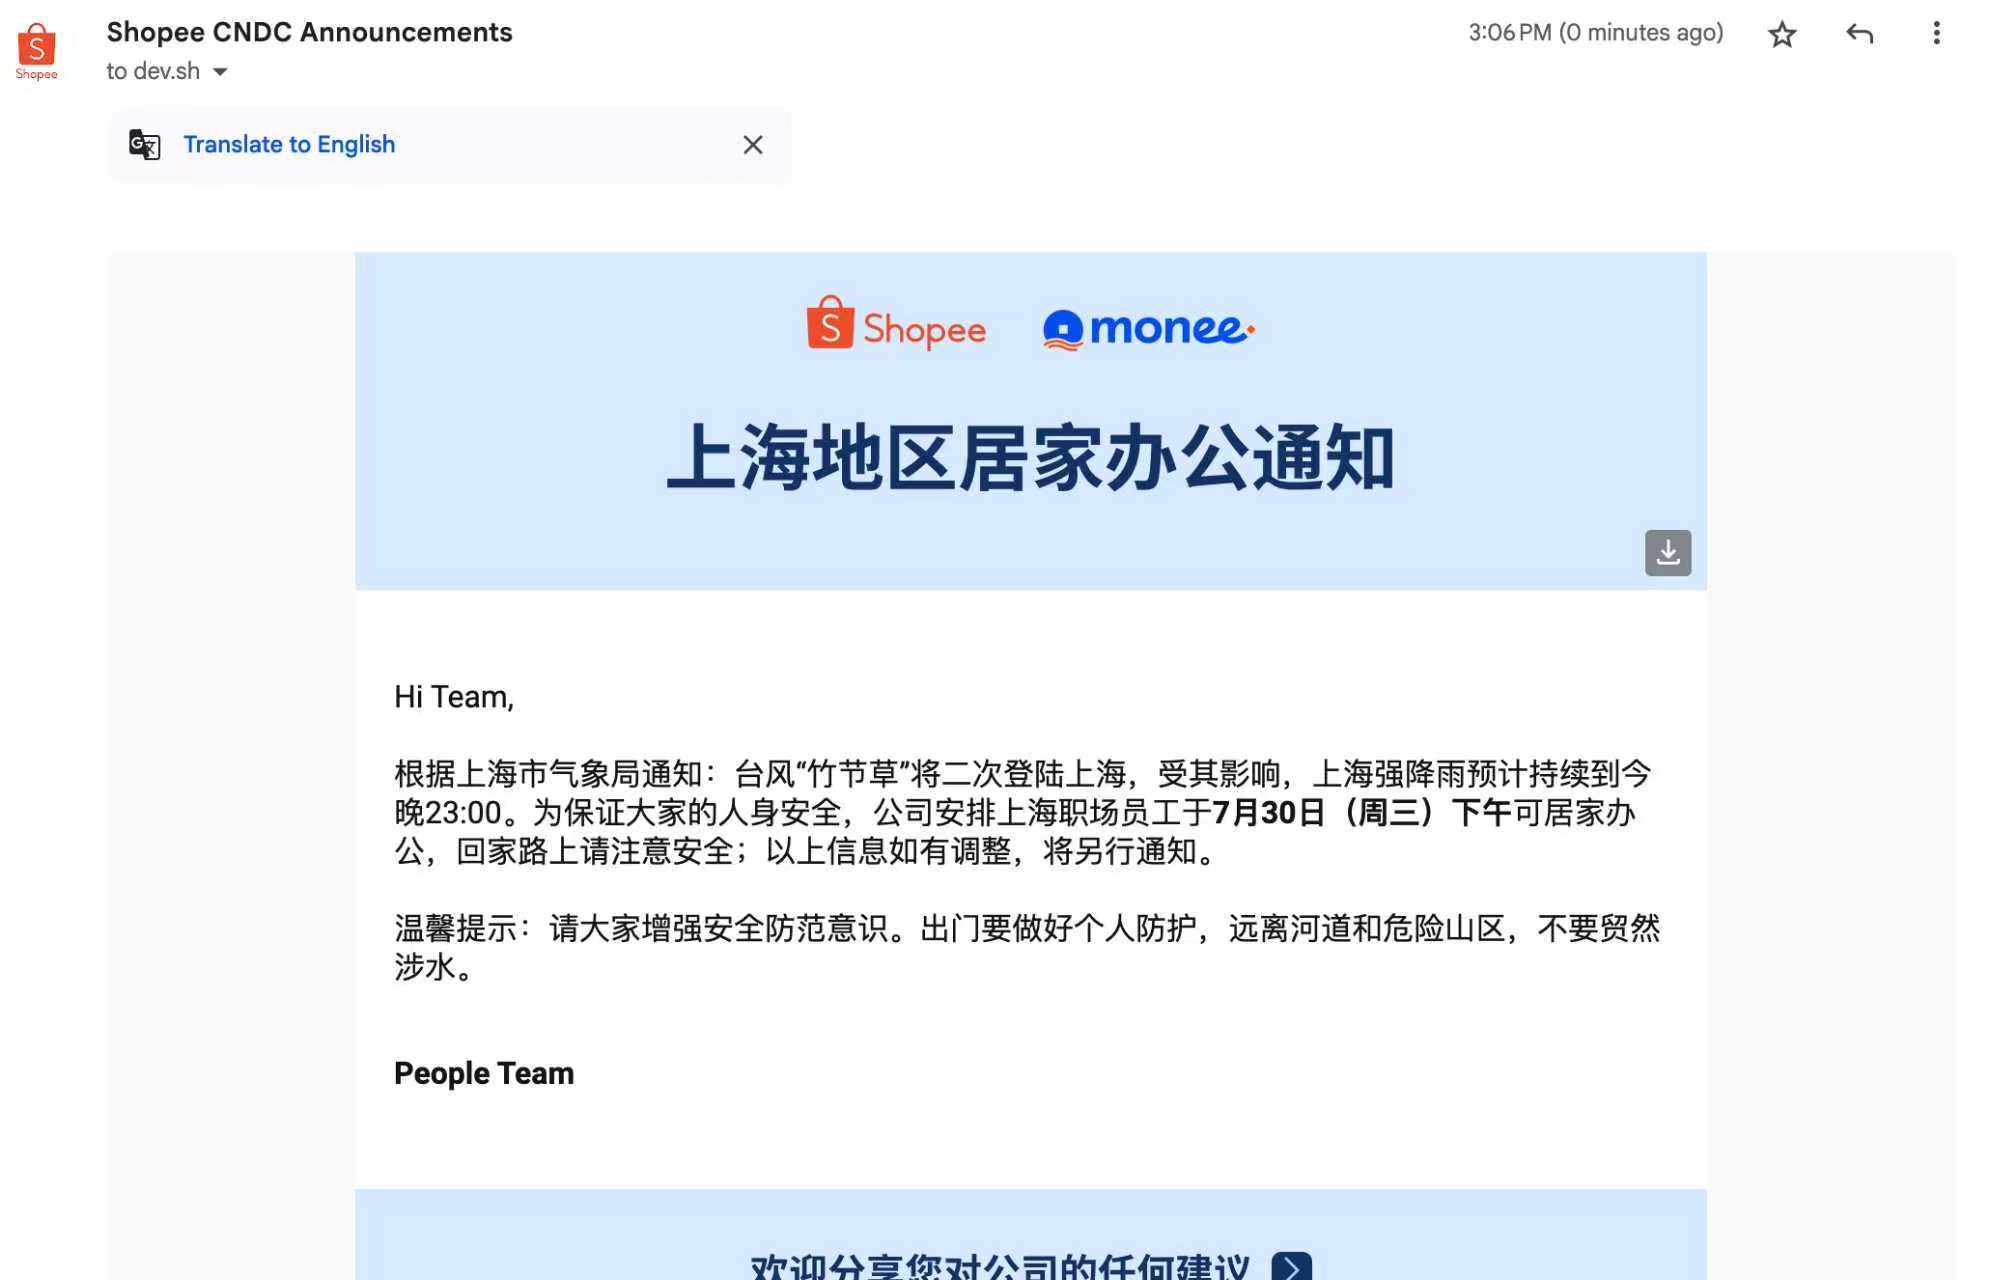 Shopee CNDC Announcements
3:06 PM (0 minutes ago)
S
Shopee
to dev.sh
G文
Translate to English
S Shopee
monee
上海地区居家办公通知
Hi Team,
根据上海市气象局通知：台风“竹节草”将二次登陆上海，受其影响，上海强降雨预计持续到今
晚23:00。为保证大家的人身安全，公司安排上海职场员工于7月30日（周三）下午可居家办
公，回家路上请注意安全；以上信息如有调整，将另行通知。
温馨提示：请大家增强安全防范意识。出门要做好个人防护，远离河道和危险山区，不要贸然
涉水。
People Team
欢迎分享您对公司的任何建议